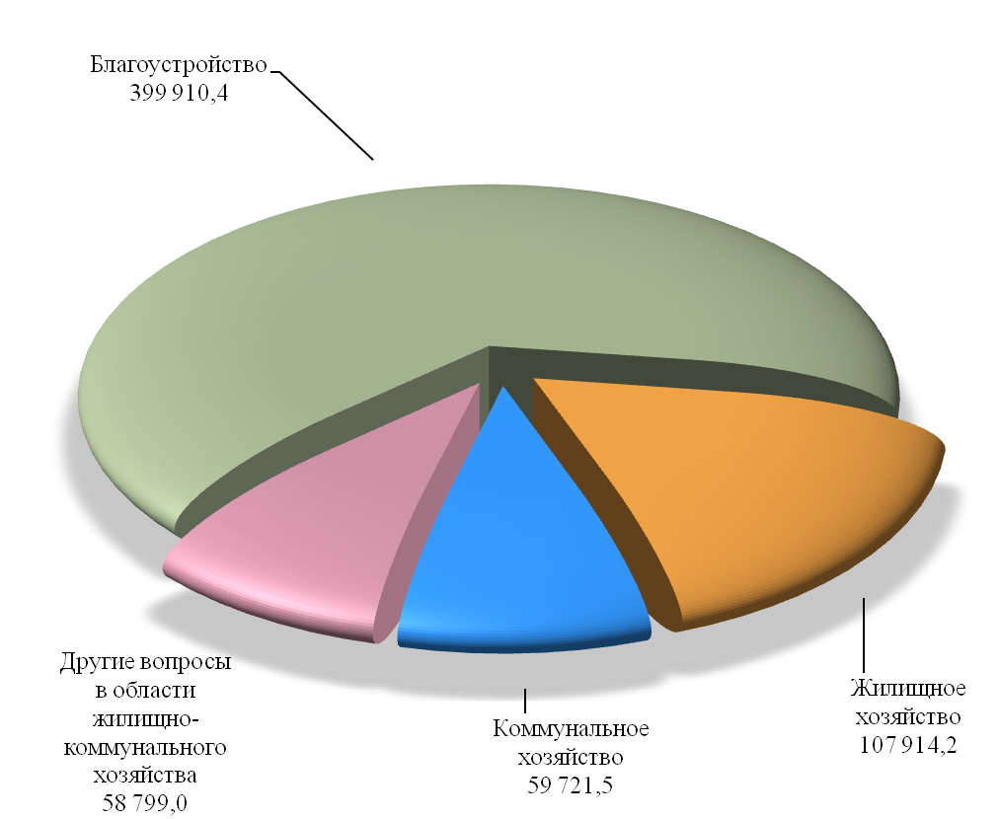 Благоустройство
399 910,4
Другие вопросы
в области
жилищно-
коммунального
хозяйства
58 799,0
Коммунальное
хозяйство
59 721,5
Жилищное
хозяйство
107 914,2